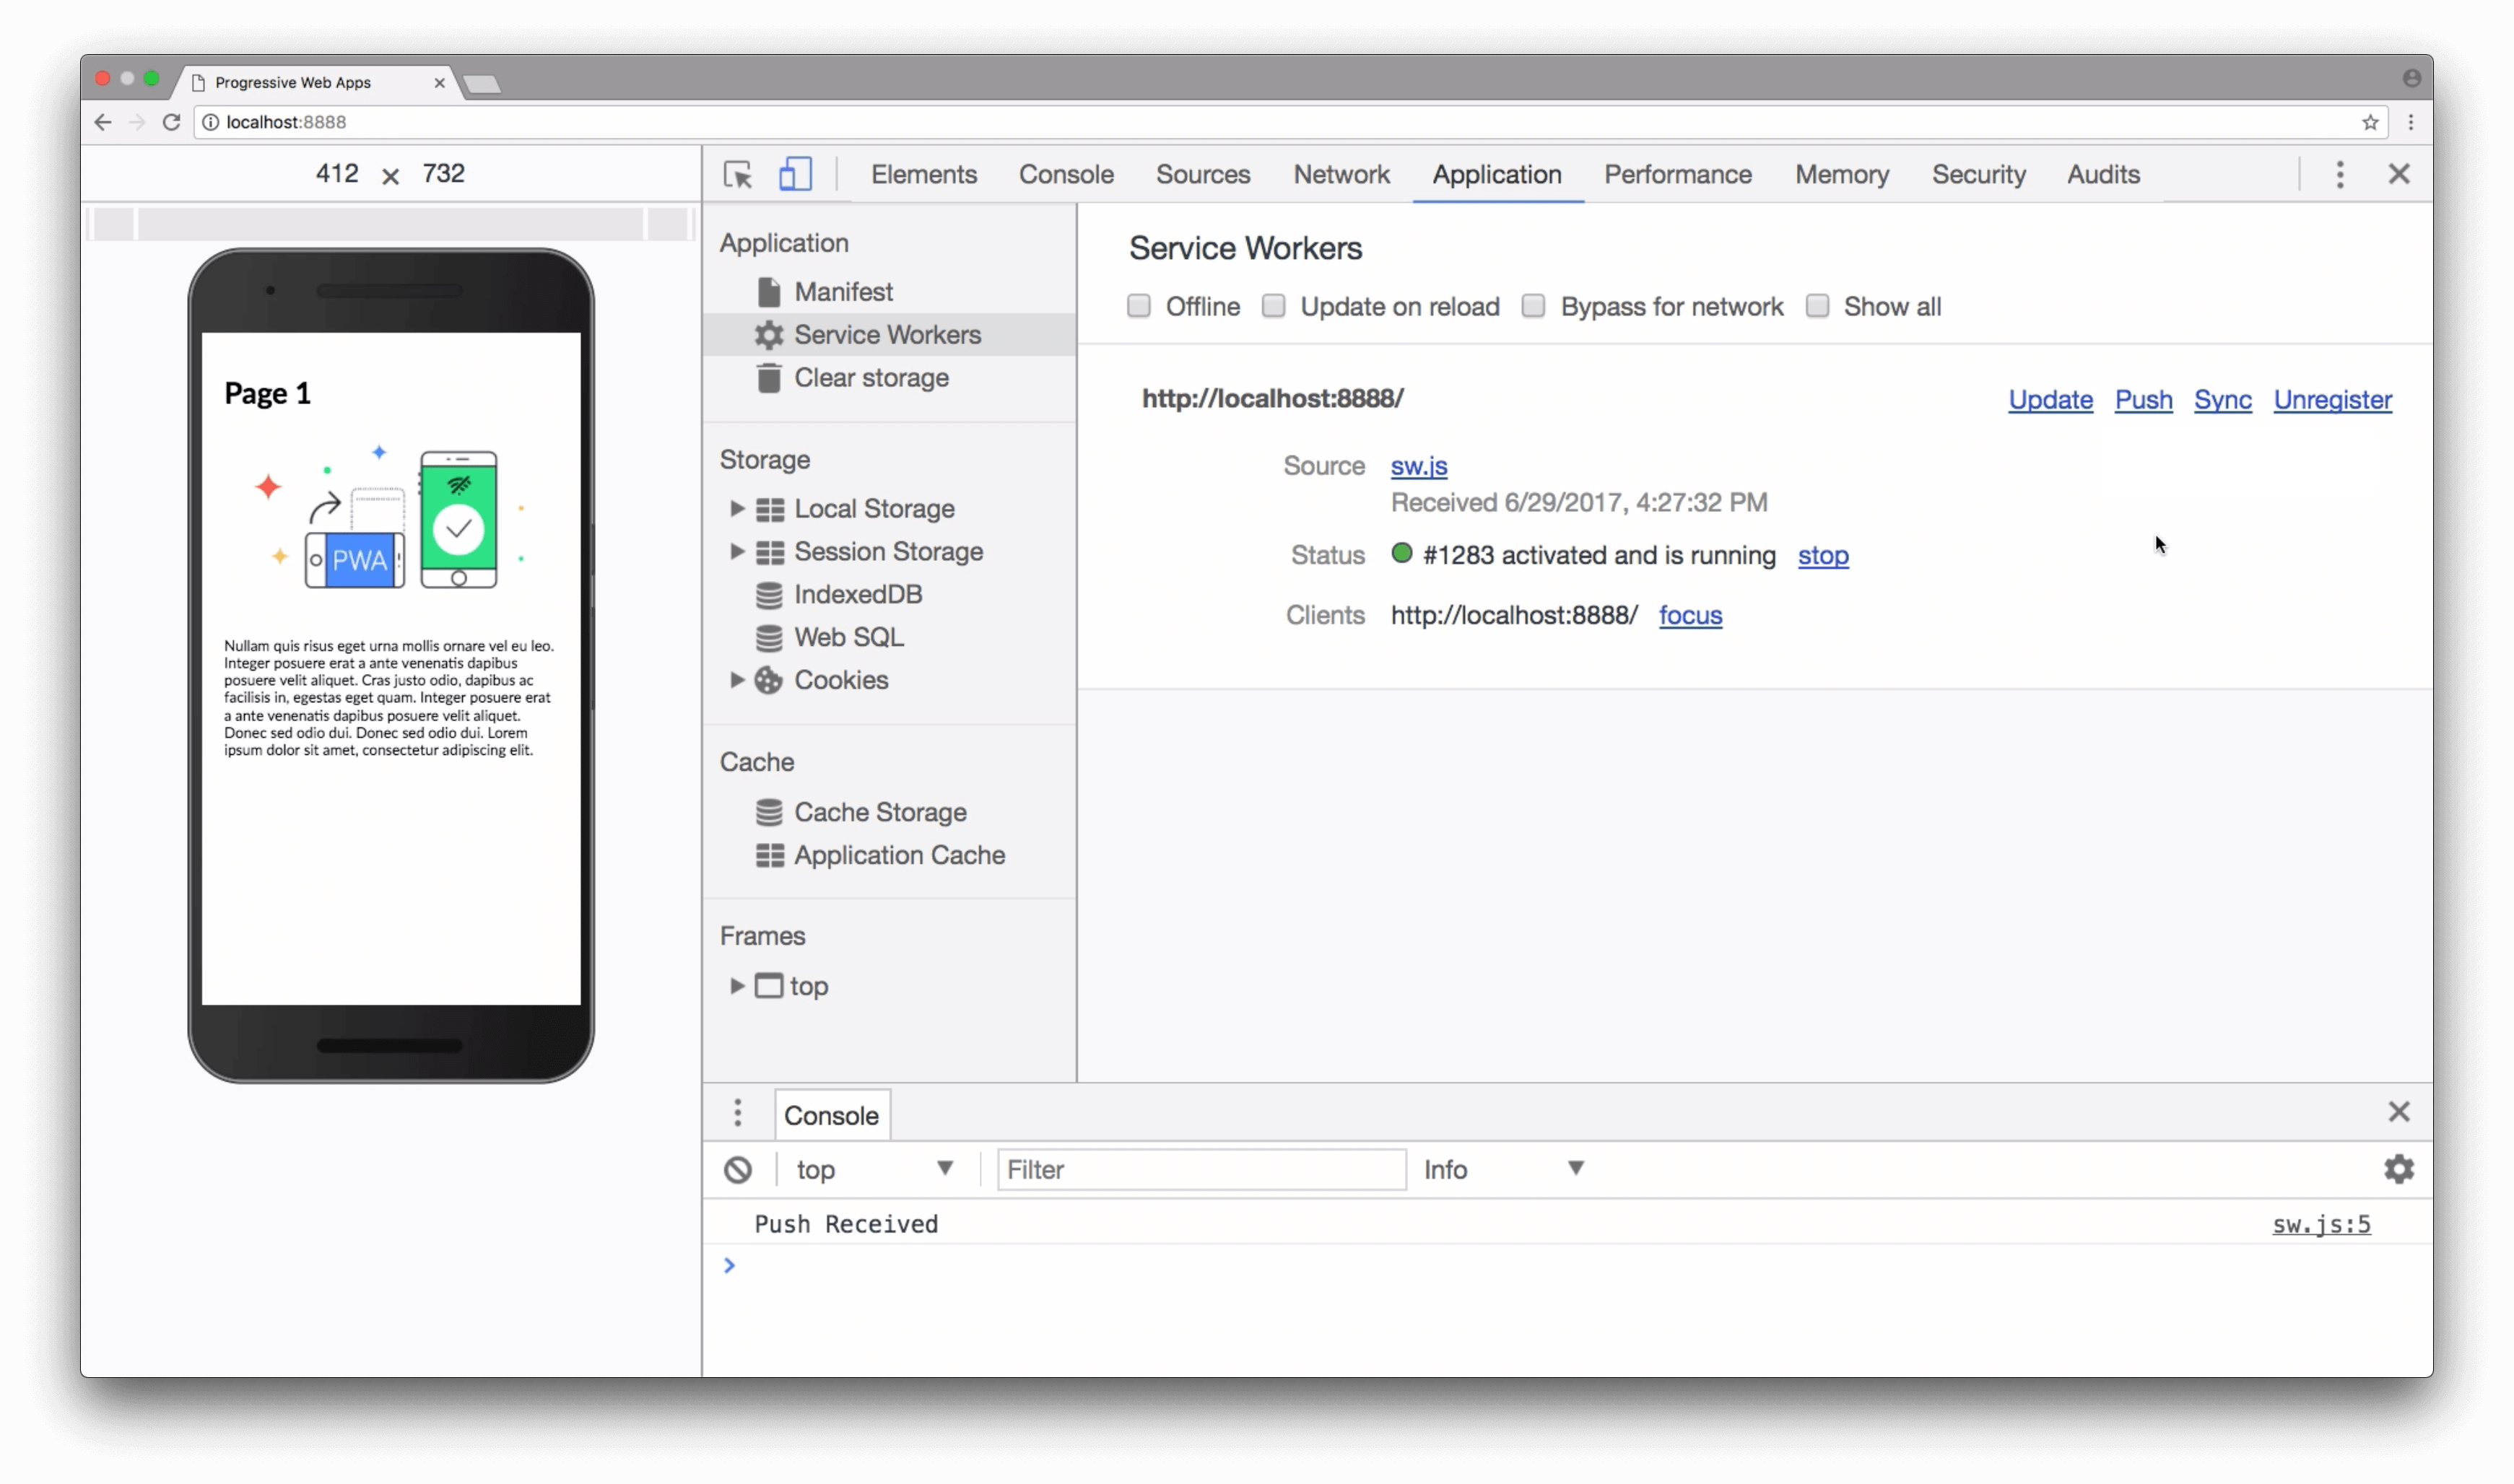 Progressive Web Apps
localhost:8888
412 × 732
Elements Console Sources Network Application Performance Memory Security Audits
Page 1
PWA
Nullam quis risus eget urna mollis ornare vel eu leo.
Integer posuere erat a ante venenatis dapibus
posuere velit aliquet. Cras justo odio, dapibus ac
facilisis in, egestas eget quam. Integer posuere erat
a ante venenatis dapibus posuere velit aliquet.
Donec sed odio dui. Donec sed odio dui. Lorem
ipsum dolor sit amet, consectetur adipiscing elit.
Application
Manifest
Service Workers
Clear storage
Storage
Local Storage
Session Storage
IndexedDB
Web SQL
Cookies
Cache
Cache Storage
Application Cache
Frames
top
Service Workers
Offline Update on reload Bypass for network Show all
http://localhost:8888/ Update Push Sync Unregister
Source sw.js
Received 6/29/2017, 4:27:32 PM
Status #1283 activated and is running stop
Clients http://localhost:8888/ focus
Console
top Filter Info
Push Received sw.js:5